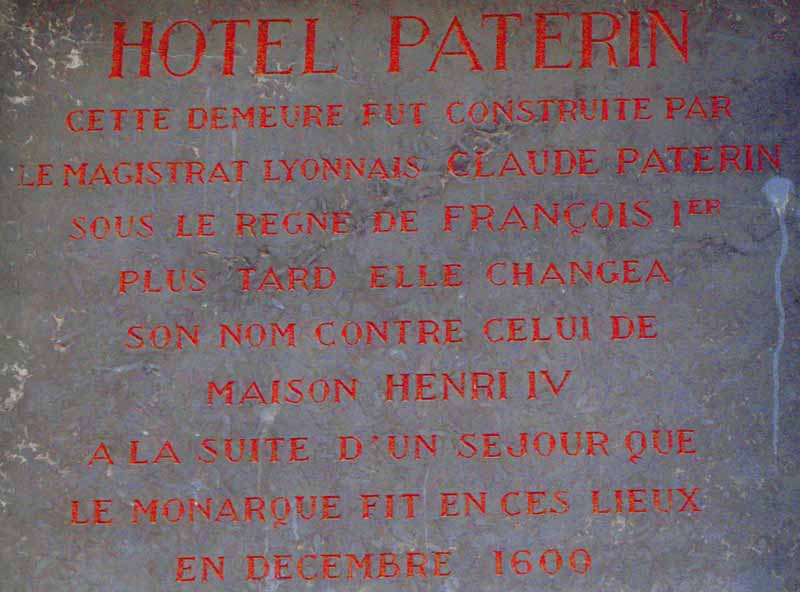 HOTEL PATERIN
CETTE DEMEURE FUT CONSTRUITE PAR
LE MAGISTRAT LYONNAIS CLAUDE PATERIN
SOUS LE REGNE DE FRANÇOIS IER
PLUS TARD ELLE CHANGEA
SON NOM CONTRE CELUI DE
MAISON HENRI IV
A LA SUITE D'UN SEJOUR QUE
LE MONARQUE FIT EN CES LIEUX
EN DECEMBRE 1600